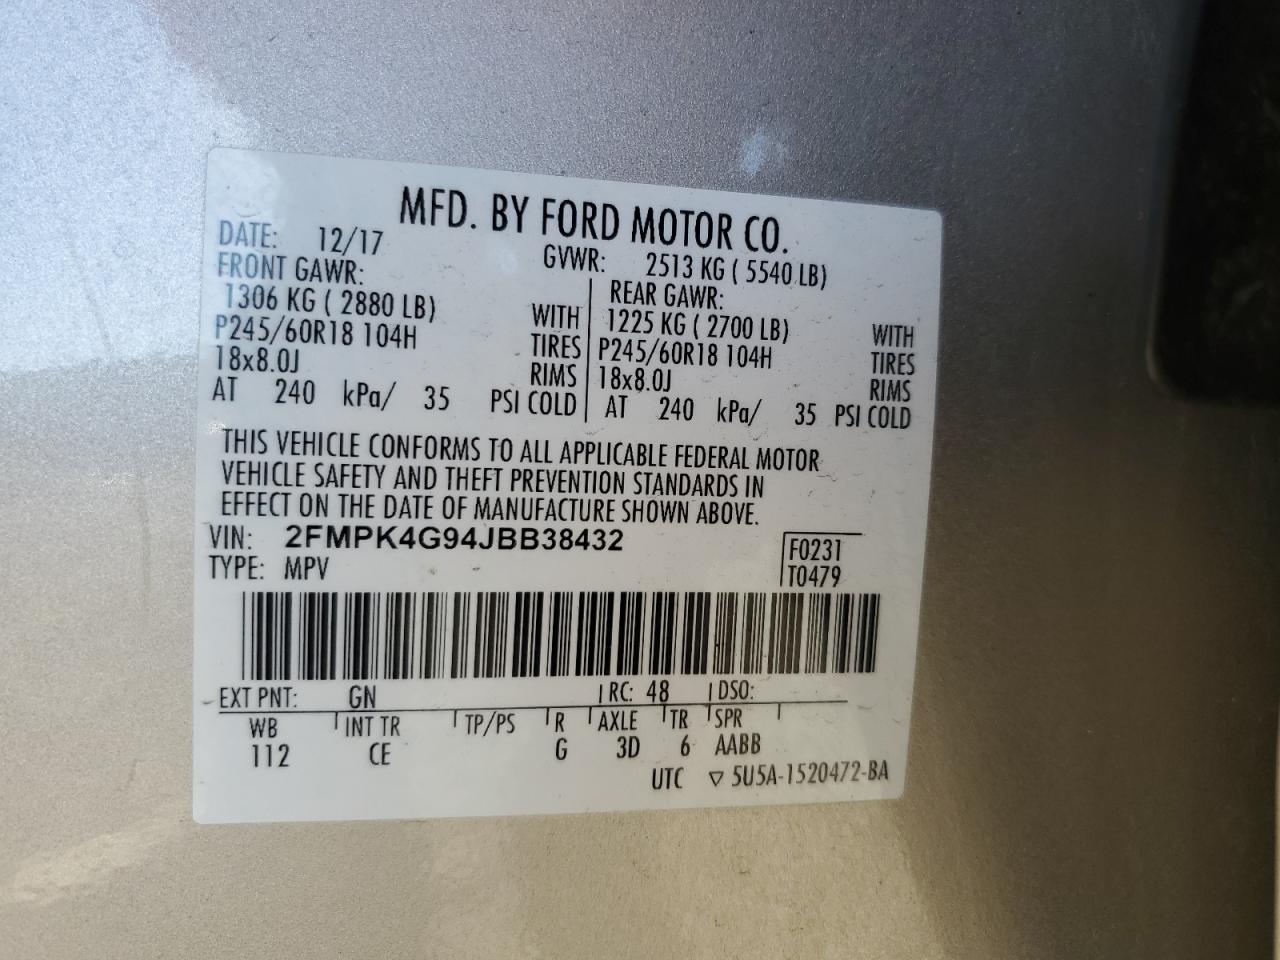 MFD. BY FORD MOTOR CO.
DATE: 12/17 GVWR: 2513 KG ( 5540 LB)
FRONT GAWR: REAR GAWR:
1306 KG ( 2880 LB) WITH 1225 KG ( 2700 LB) WITH
P245/60R18 104H TIRES P245/60R18 104H TIRES
18x8.0J RIMS 18x8.0J RIMS
AT 240 kPa/ 35 PSI COLD AT 240 kPa/ 35 PSI COLD
THIS VEHICLE CONFORMS TO ALL APPLICABLE FEDERAL MOTOR
VEHICLE SAFETY AND THEFT PREVENTION STANDARDS IN
EFFECT ON THE DATE OF MANUFACTURE SHOWN ABOVE.
VIN: 2FMPK4G94JBB38432 F0231
TYPE: MPV T0479
EXT PNT: GN RC: 48 DSO:
WB INT TR TP/PS R AXLE TR SPR
112 CE G 3D 6 AABB
UTC ▽ 5U5A-1520472-BA